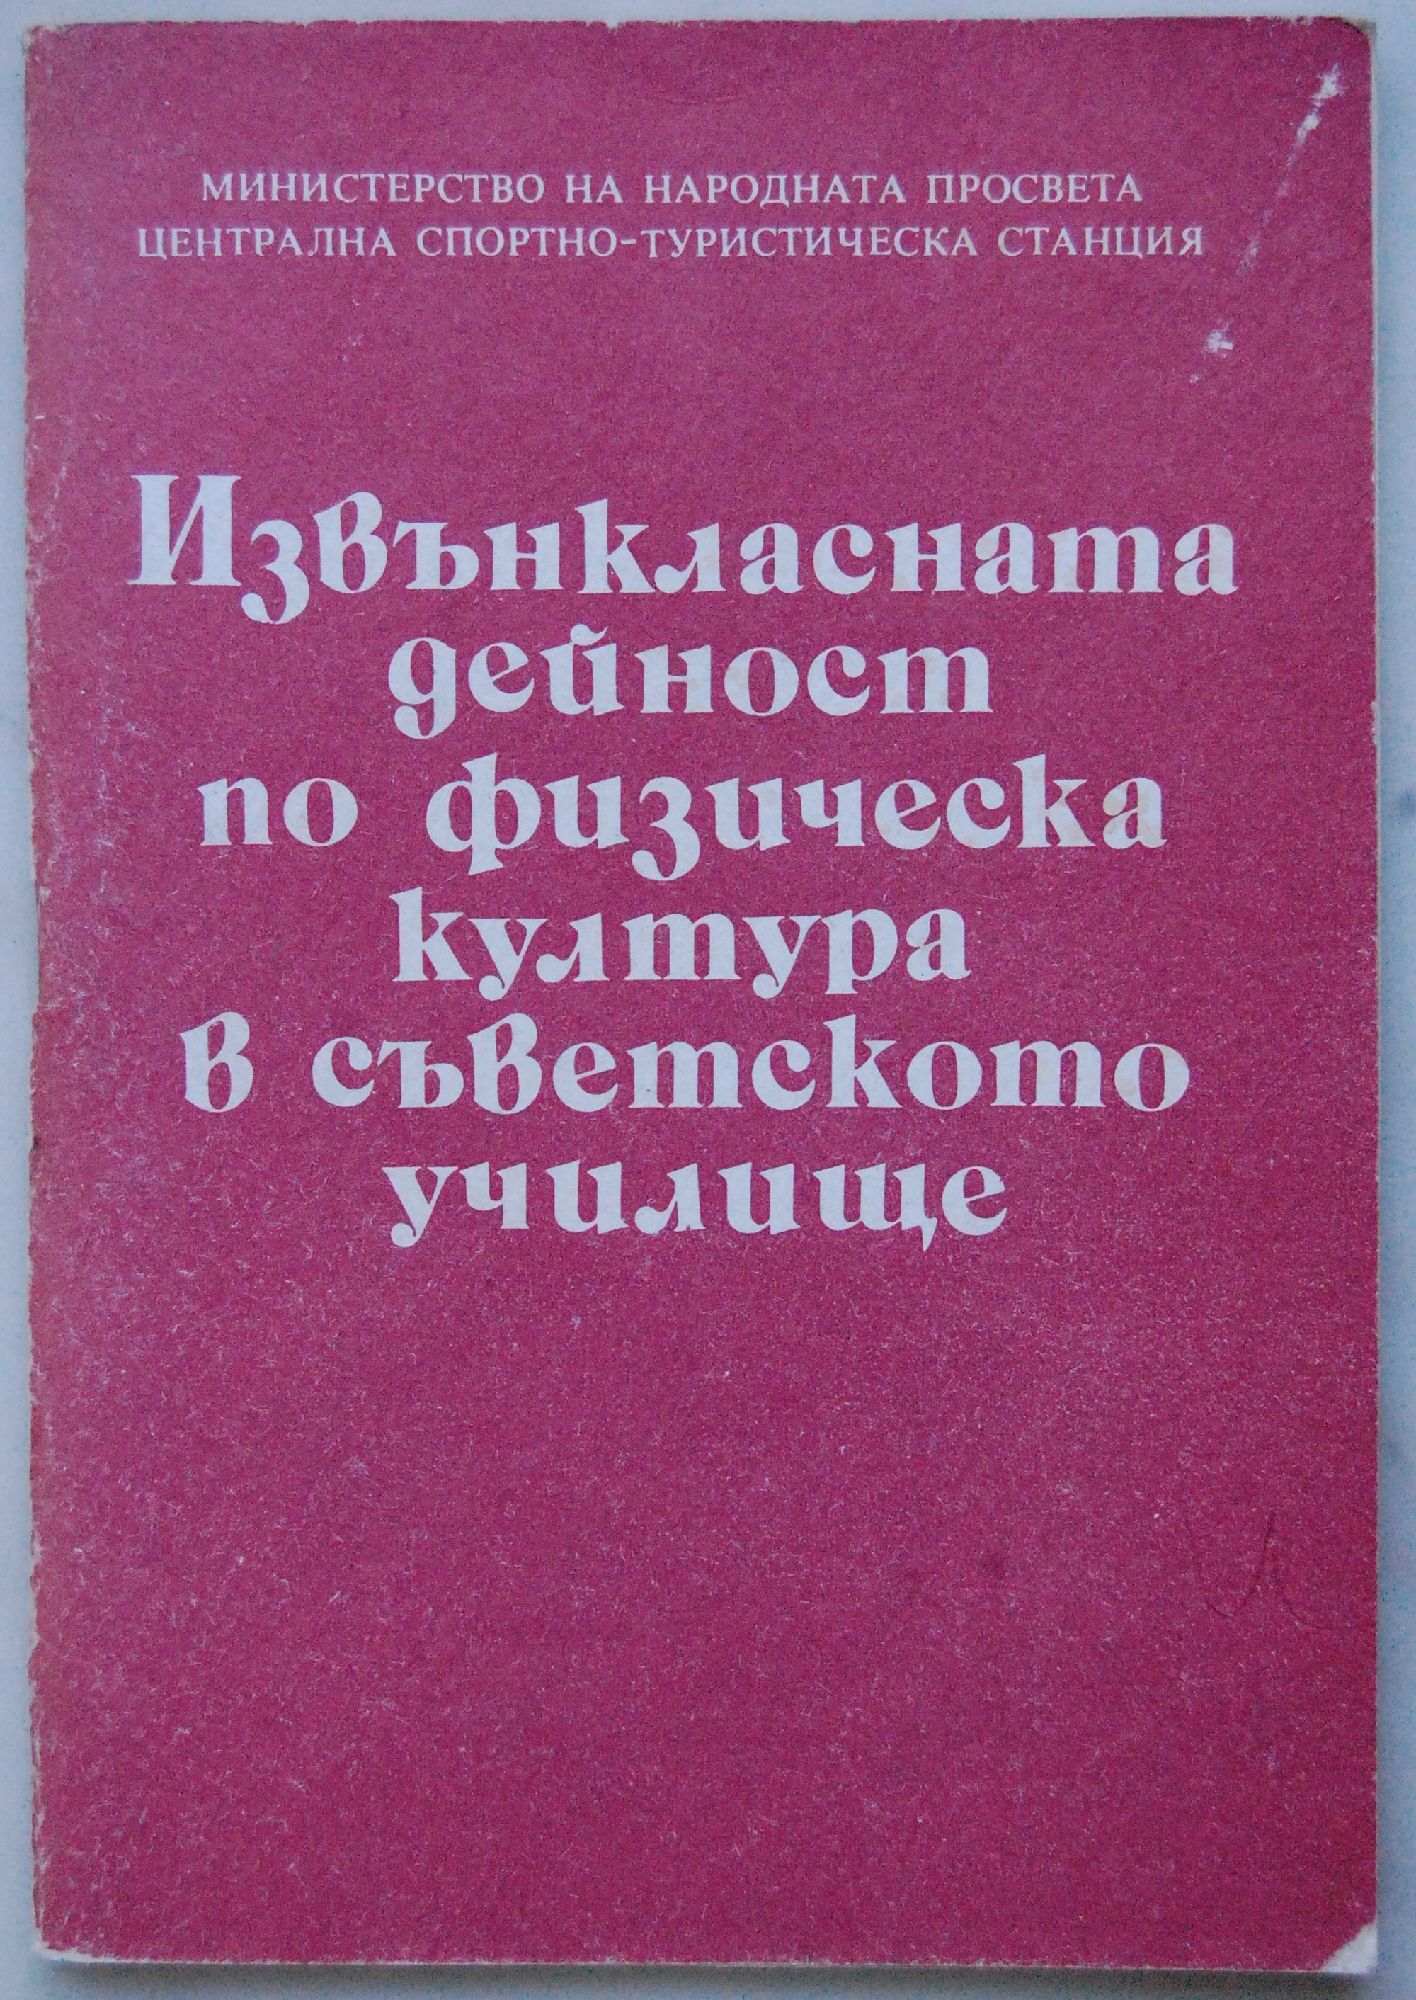 МИНИСТЕРСТВО НА НАРОДНАТА ПРОСВЕТА
ЦЕНТРАЛНА СПОРТНО-ТУРИСТИЧЕСКА СТАНЦИЯ
Извънкласната
дейност
по физическа
култура
в съветското
училище